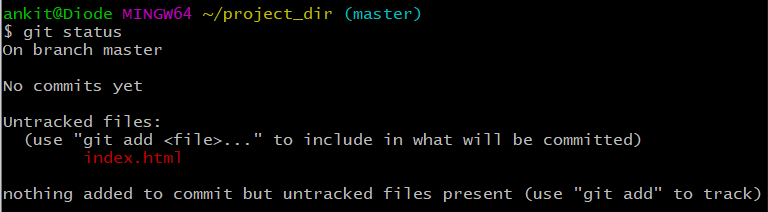 ankit@Diode MINGW64 ~/project_dir (master)
$ git status
On branch master
No commits yet
Untracked files:
(use "git add <file>..." to include in what will be committed)
index.html
nothing added to commit but untracked files present (use "git add" to track)